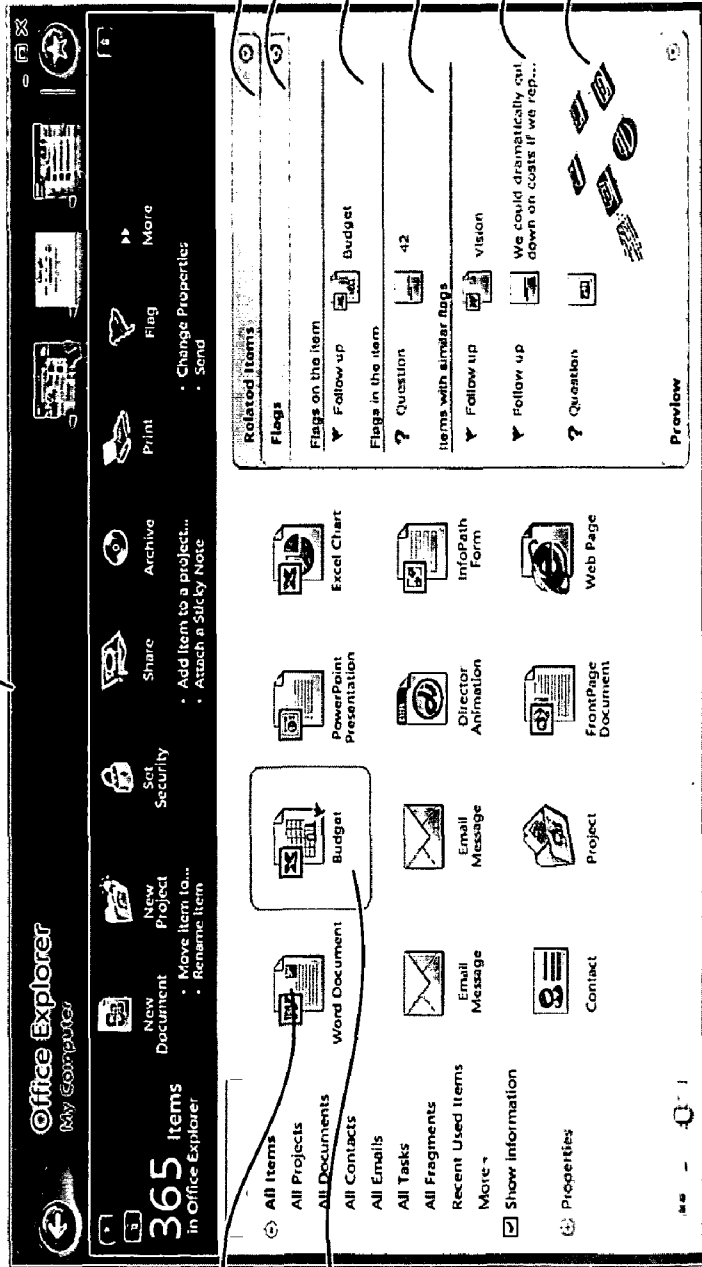 Office Explorer
My Computer
365 Items
in Office Explorer
New Document
New Project
Set Security
Share
Archive
Print
Flag
More
• Move item to...
• Rename item
• Add item to a project...
• Attach a Sticky Note
• Change Properties
• Send
All Items
All Projects
All Documents
All Contacts
All Emails
All Tasks
All Fragments
Recent Used Items
More
Show information
Properties
Word Document
Budget
PowerPoint Presentation
Excel Chart
Email Message
Email Message
Director Animation
InfoPath Form
Contact
Project
FrontPage Document
Web Page
Related Items
Flags
Flags on the item
Follow up
Budget
Flags in the item
? Question
42
Items with similar flags
Follow up
Vision
Follow up
We could dramatically cut
down on costs if we rep...
? Question
Preview